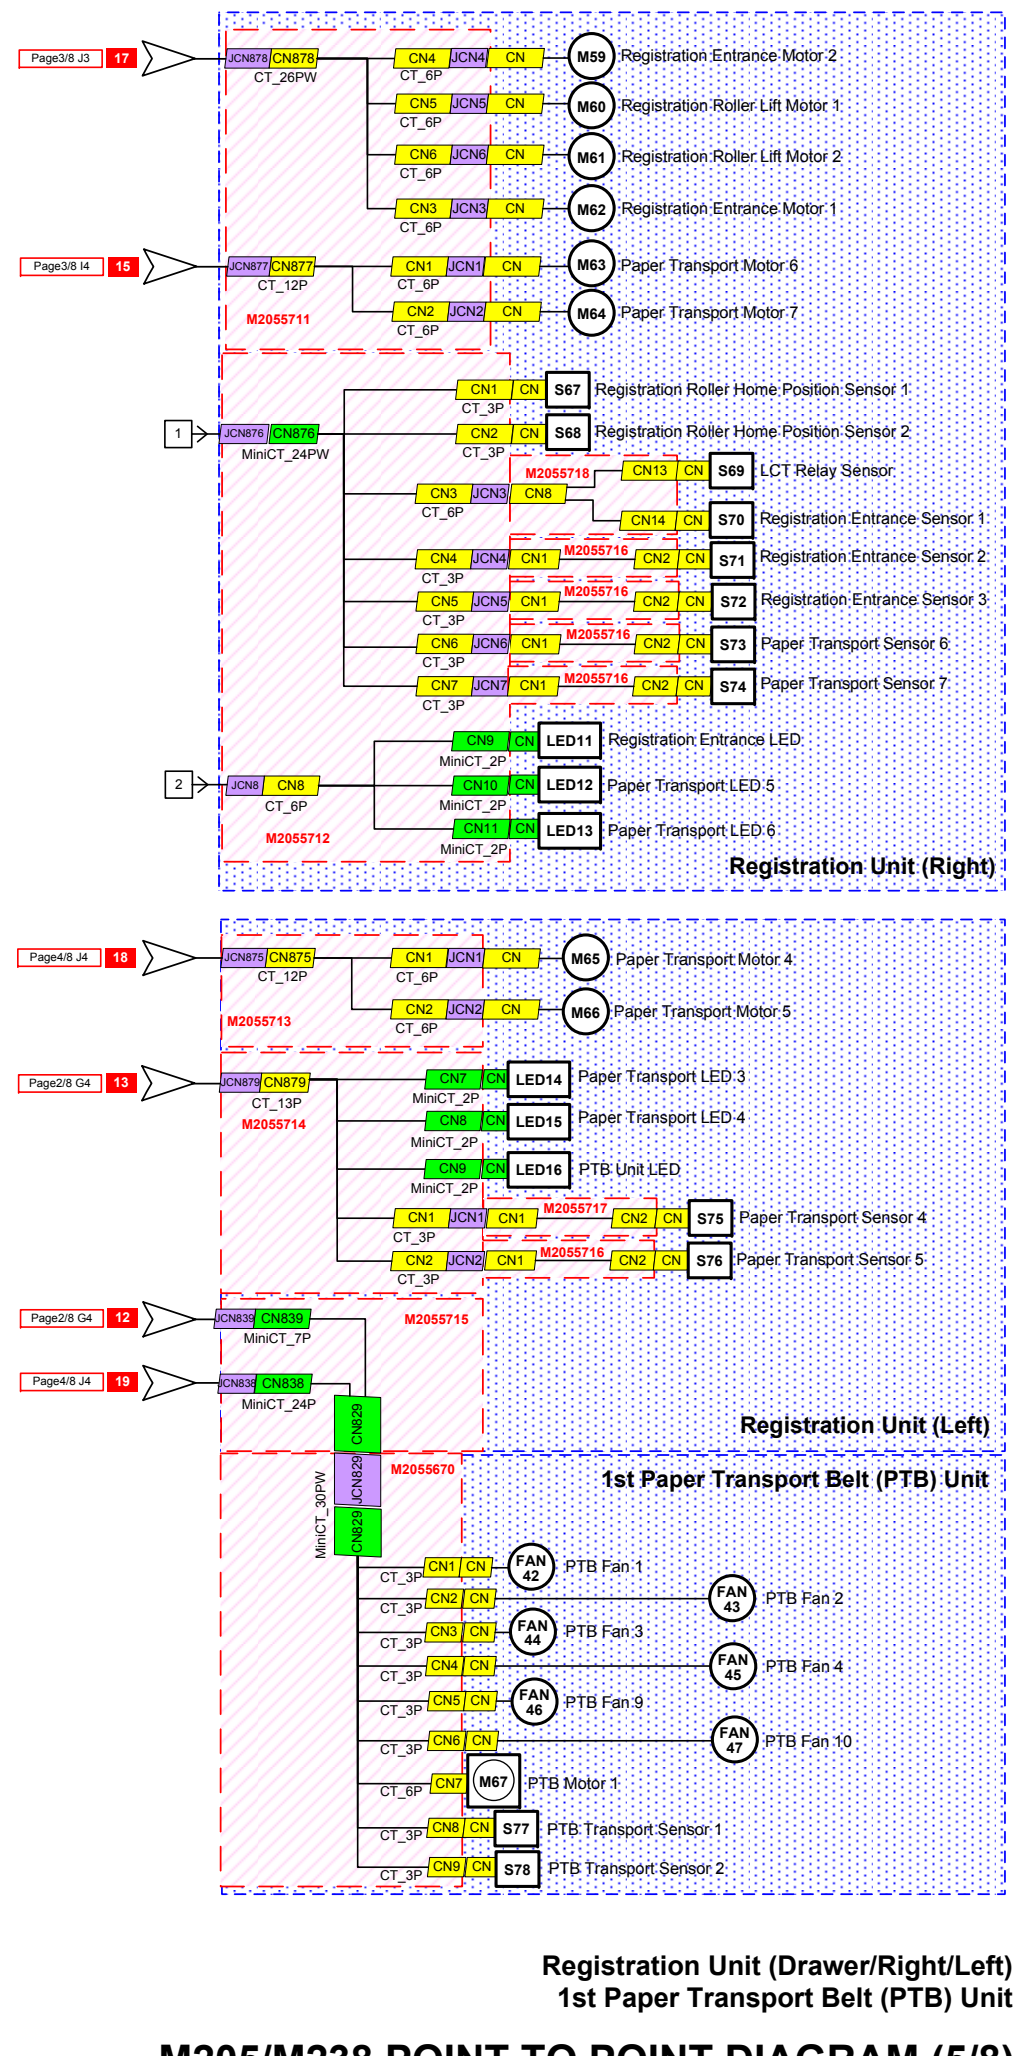 Page3/8 J3 17 JCN878 CN878 CN4 JCN4 CN M59 Registration Entrance Motor 2
CT_26PW CT_6P
CN5 JCN5 CN M60 Registration Roller Lift Motor 1
CT_6P
CN6 JCN6 CN M61 Registration Roller Lift Motor 2
CT_6P
CN3 JCN3 CN M62 Registration Entrance Motor 1
CT_6P
Page3/8 I4 15 JCN877 CN877 CN1 JCN1 CN M63 Paper Transport Motor 6
CT_12P CT_6P
CN2 JCN2 CN M64 Paper Transport Motor 7
M2055711 CT_6P
CN1 CN S67 Registration Roller Home Position Sensor 1
CT_3P
1 JCN876 CN876 CN2 CN S68 Registration Roller Home Position Sensor 2
MiniCT_24PW CT_3P
M2055718 CN13 CN S69 LCT Relay Sensor
CN3 JCN3 CN8
CT_6P
CN14 CN S70 Registration Entrance Sensor 1
CN4 JCN4 CN1 M2055716 CN2 CN S71 Registration Entrance Sensor 2
CT_3P
CN5 JCN5 CN1 M2055716 CN2 CN S72 Registration Entrance Sensor 3
CT_3P
CN6 JCN6 CN1 M2055716 CN2 CN S73 Paper Transport Sensor 6
CT_3P
CN7 JCN7 CN1 M2055716 CN2 CN S74 Paper Transport Sensor 7
CT_3P
CN9 CN LED11 Registration Entrance LED
MiniCT_2P
2 JCN8 CN8 CN10 CN LED12 Paper Transport LED 5
CT_6P MiniCT_2P
CN11 CN LED13 Paper Transport LED 6
M2055712 MiniCT_2P
Registration Unit (Right)
Page4/8 J4 18 JCN875 CN875 CN1 JCN1 CN M65 Paper Transport Motor 4
CT_12P CT_6P
CN2 JCN2 CN M66 Paper Transport Motor 5
M2055713 CT_6P
Page2/8 G4 13 JCN879 CN879 CN7 CN LED14 Paper Transport LED 3
CT_13P MiniCT_2P
M2055714 CN8 CN LED15 Paper Transport LED 4
MiniCT_2P
CN9 CN LED16 PTB Unit LED
MiniCT_2P
CN1 JCN1 CN1 M2055717 CN2 CN S75 Paper Transport Sensor 4
CT_3P
CN2 JCN2 CN1 M2055716 CN2 CN S76 Paper Transport Sensor 5
CT_3P
Page2/8 G4 12 JCN839 CN839 M2055715
MiniCT_7P
Page4/8 J4 19 JCN838 CN838
MiniCT_24P
CN829
Registration Unit (Left)
JCN829 M2055670 1st Paper Transport Belt (PTB) Unit
MiniCT_30PW
CN829
CT_3P CN1 CN FAN 42 PTB Fan 1
CT_3P CN2 CN FAN 43 PTB Fan 2
CT_3P CN3 CN FAN 44 PTB Fan 3
CT_3P CN4 CN FAN 45 PTB Fan 4
CT_3P CN5 CN FAN 46 PTB Fan 9
CT_3P CN6 CN FAN 47 PTB Fan 10
CT_6P CN7 M67 PTB Motor 1
CT_3P CN8 CN S77 PTB Transport Sensor 1
CT_3P CN9 CN S78 PTB Transport Sensor 2
Registration Unit (Drawer/Right/Left)
1st Paper Transport Belt (PTB) Unit
M205/M238 POINT TO POINT DIAGRAM (5/8)